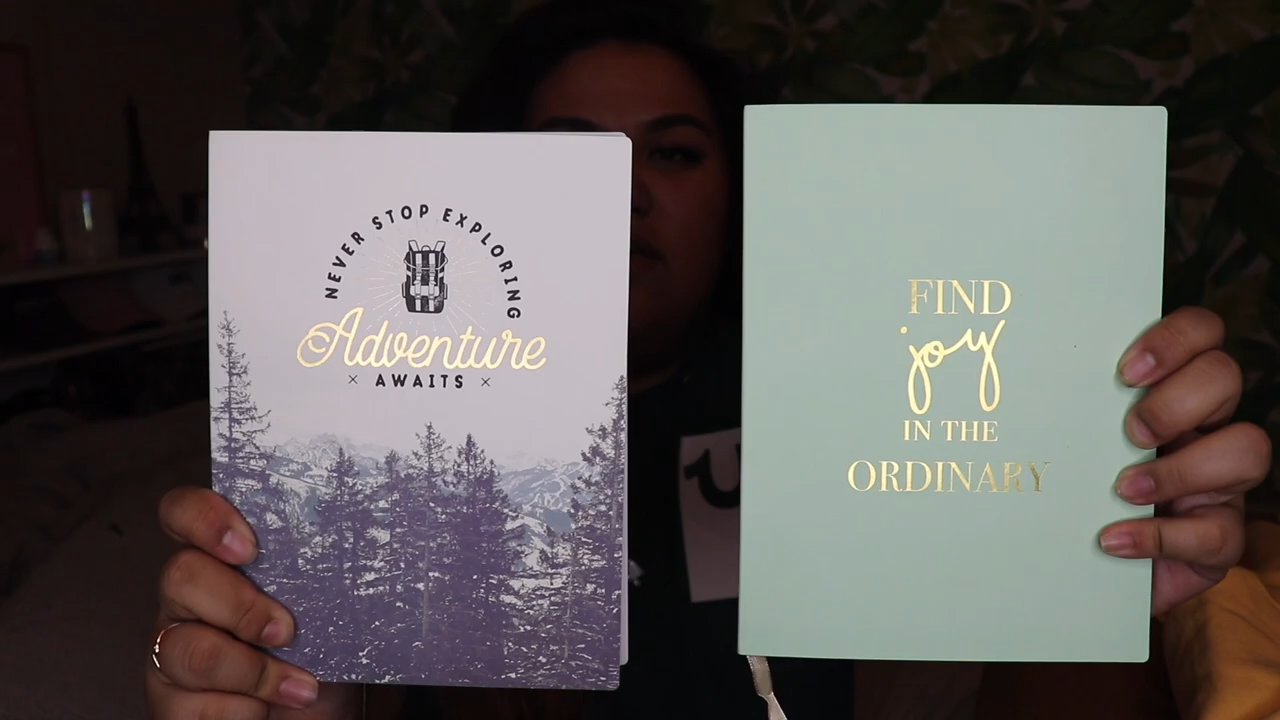 NEVER STOP EXPLORING
Adventure
× AWAITS ×
FIND
joy
IN THE
ORDINARY